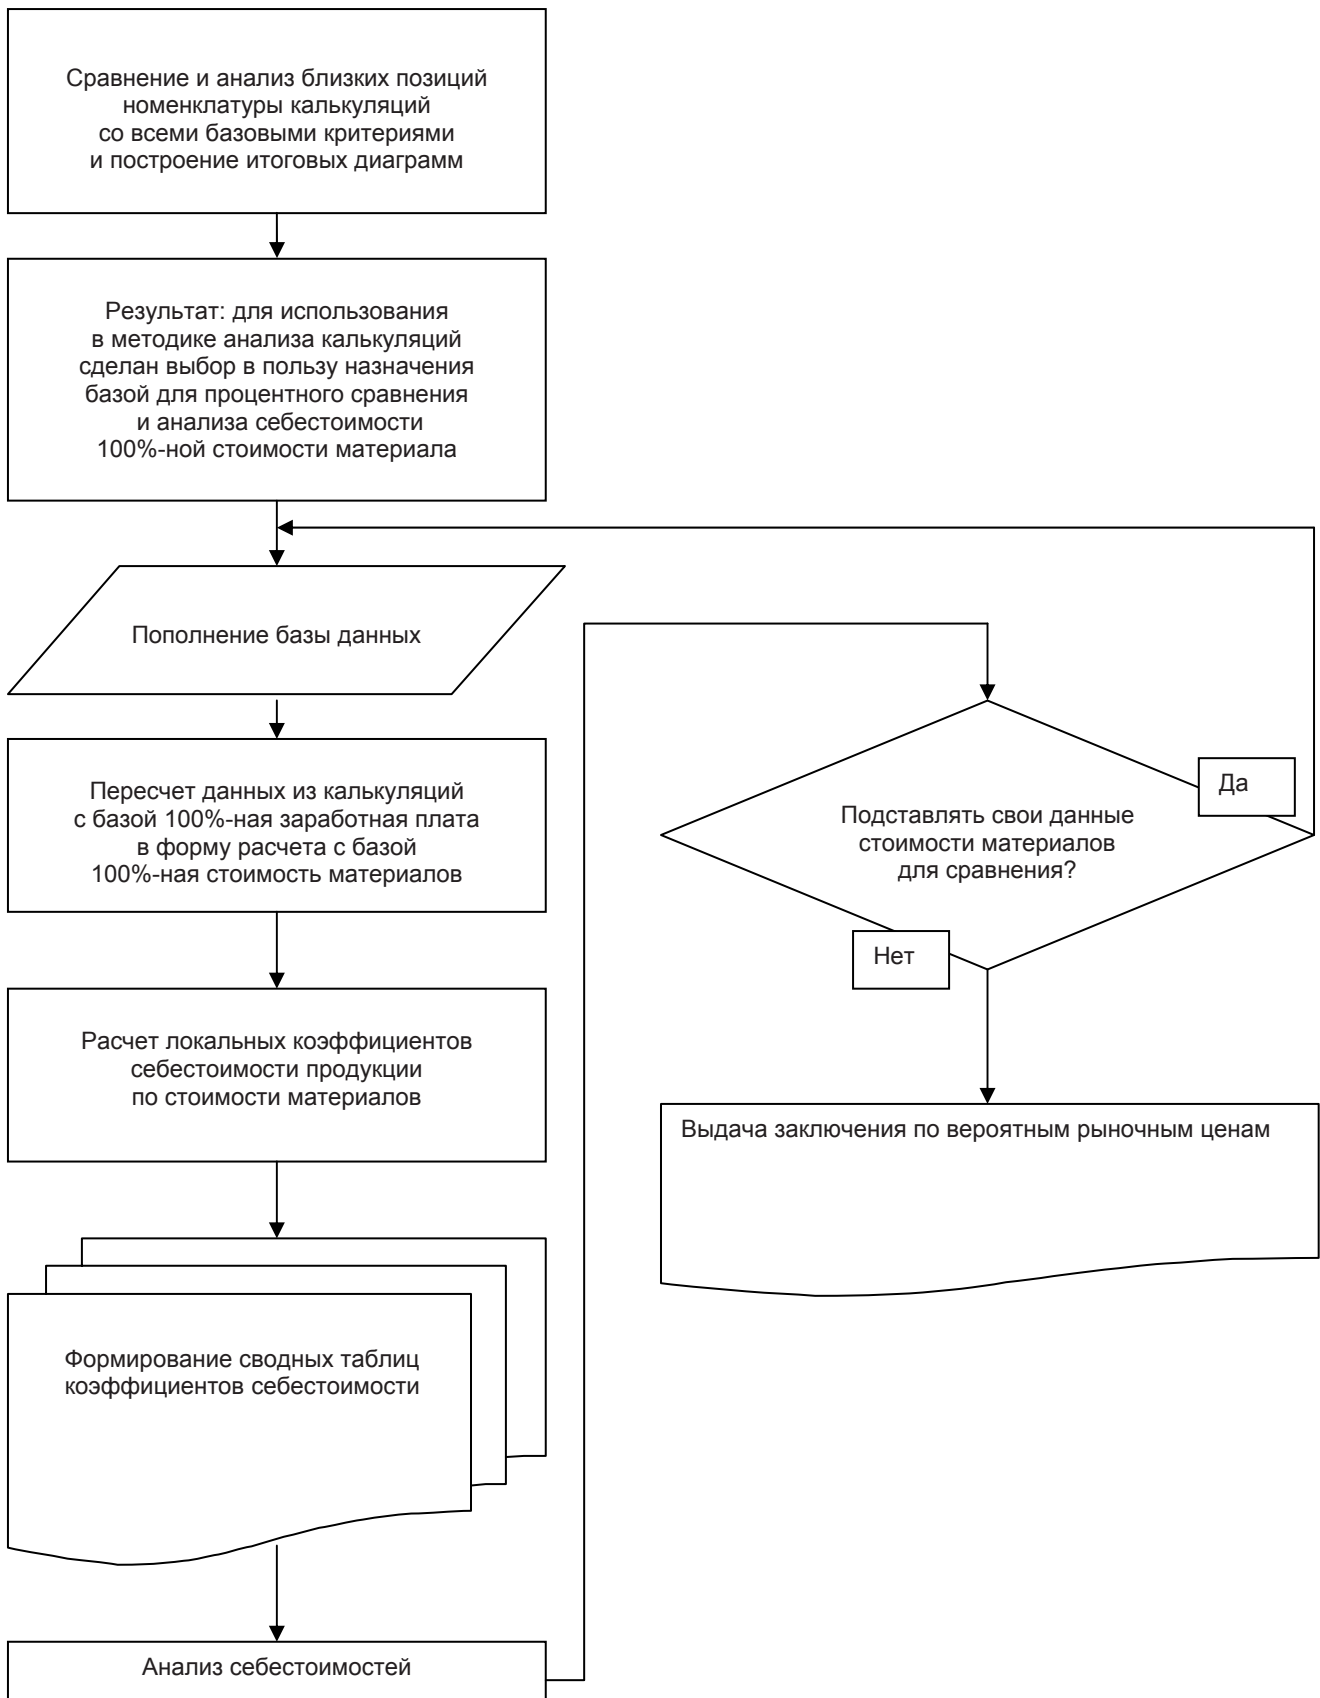 Сравнение и анализ близких позиций
номенклатуры калькуляций
со всеми базовыми критериями
и построение итоговых диаграмм
Результат: для использования
в методике анализа калькуляций
сделан выбор в пользу назначения
базой для процентного сравнения
и анализа себестоимости
100%-ной стоимости материала
Пополнение базы данных
Пересчет данных из калькуляций
с базой 100%-ная заработная плата
в форму расчета с базой
100%-ная стоимость материалов
Расчет локальных коэффициентов
себестоимости продукции
по стоимости материалов
Формирование сводных таблиц
коэффициентов себестоимости
Анализ себестоимостей
Да
Подставлять свои данные
стоимости материалов
для сравнения?
Нет
Выдача заключения по вероятным рыночным ценам